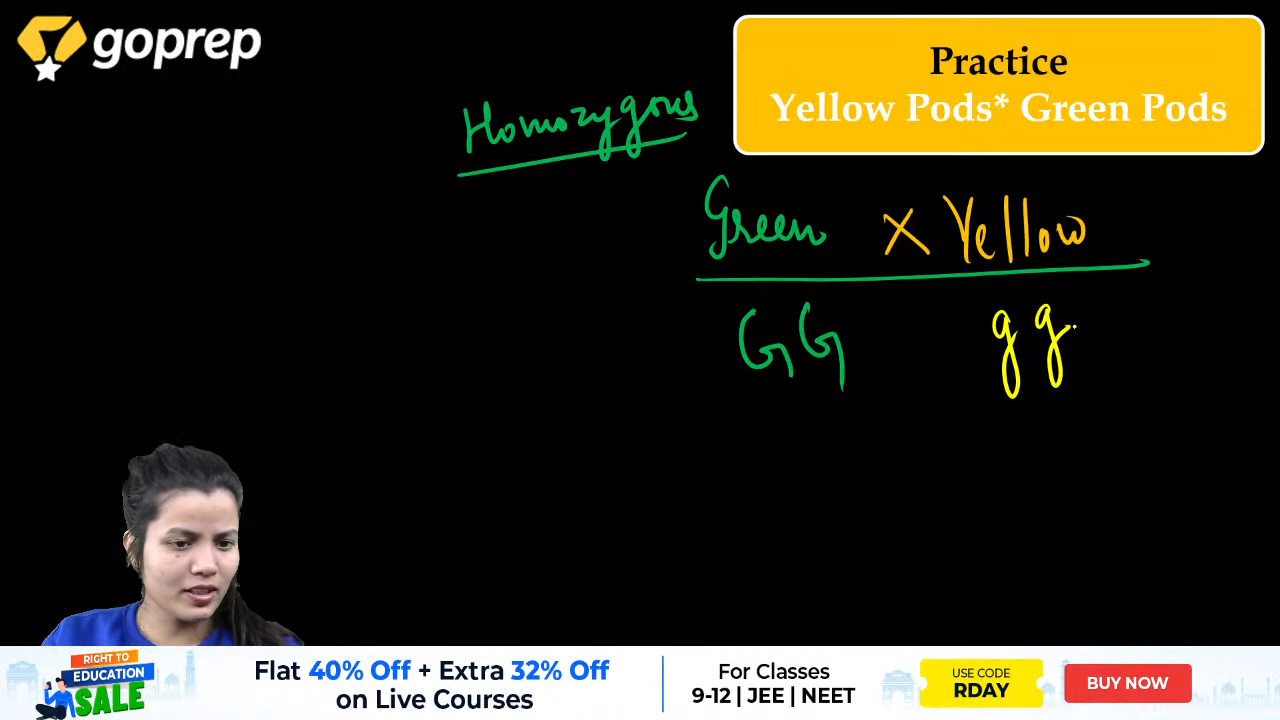 goprep
Practice
Yellow Pods* Green Pods
Homozygous
Green X Yellow
GG gg
RIGHT TO
EDUCATION
SALE
Flat 40% Off + Extra 32% Off
on Live Courses
For Classes
9-12 | JEE | NEET
USE CODE
RDAY
BUY NOW